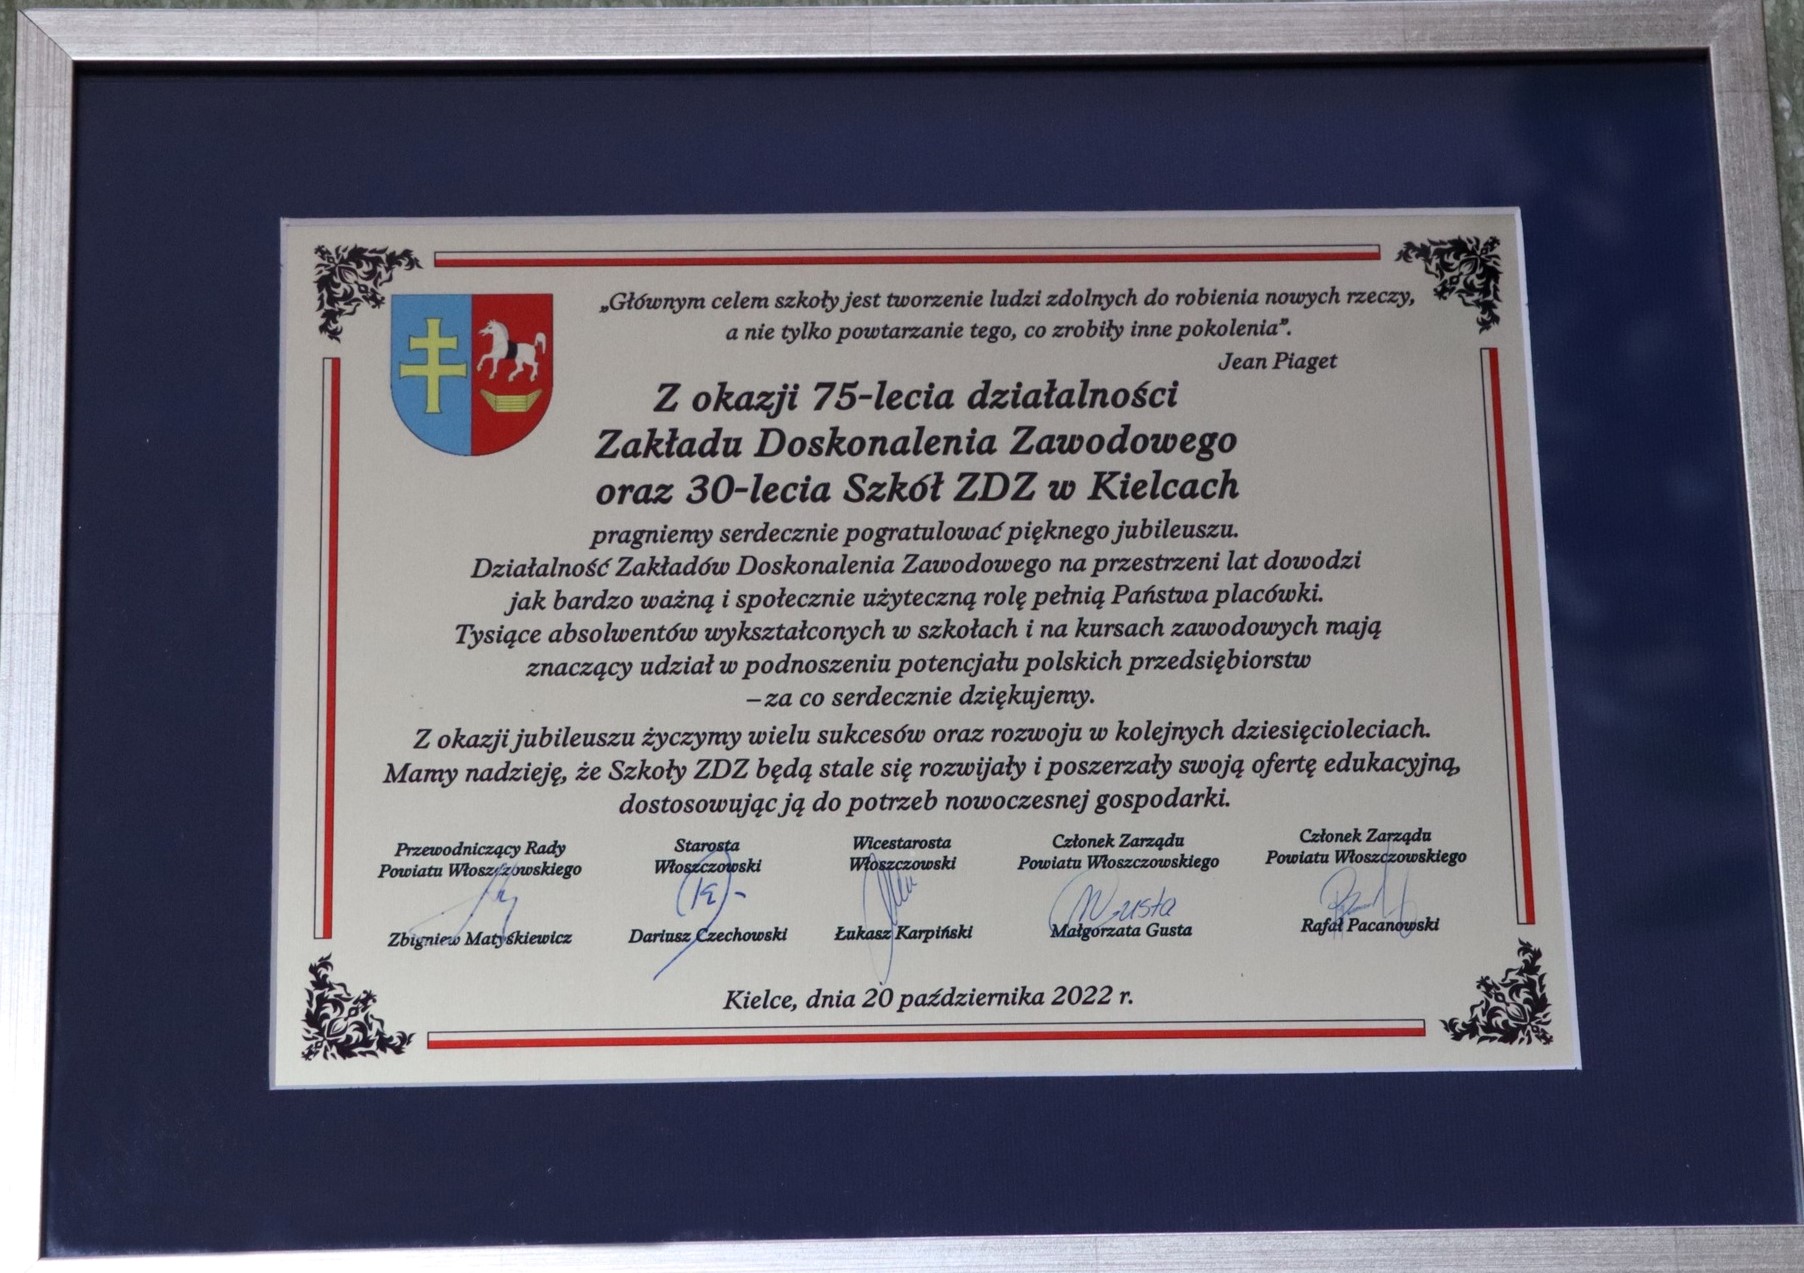 „Głównym celem szkoły jest tworzenie ludzi zdolnych do robienia nowych rzeczy,
a nie tylko powtarzanie tego, co zrobiły inne pokolenia”.
Jean Piaget
Z okazji 75-lecia działalności
Zakładu Doskonalenia Zawodowego
oraz 30-lecia Szkół ZDZ w Kielcach
pragniemy serdecznie pogratulować pięknego jubileuszu.
Działalność Zakładów Doskonalenia Zawodowego na przestrzeni lat dowodzi
jak bardzo ważną i społecznie użyteczną rolę pełnią Państwa placówki.
Tysiące absolwentów wykształconych w szkołach i na kursach zawodowych mają
znaczący udział w podnoszeniu potencjału polskich przedsiębiorstw
– za co serdecznie dziękujemy.
Z okazji jubileuszu życzymy wielu sukcesów oraz rozwoju w kolejnych dziesięcioleciach.
Mamy nadzieję, że Szkoły ZDZ będą stale się rozwijały i poszerzały swoją ofertę edukacyjną,
dostosowując ją do potrzeb nowoczesnej gospodarki.
Przewodniczący Rady
Powiatu Włoszczowskiego
Zbigniew Matyśkiewicz
Starosta
Włoszczowski
Dariusz Czechowski
Wicestarosta
Włoszczowski
Łukasz Karpiński
Członek Zarządu
Powiatu Włoszczowskiego
Małgorzata Gusta
Członek Zarządu
Powiatu Włoszczowskiego
Rafał Pacanowski
Kielce, dnia 20 października 2022 r.